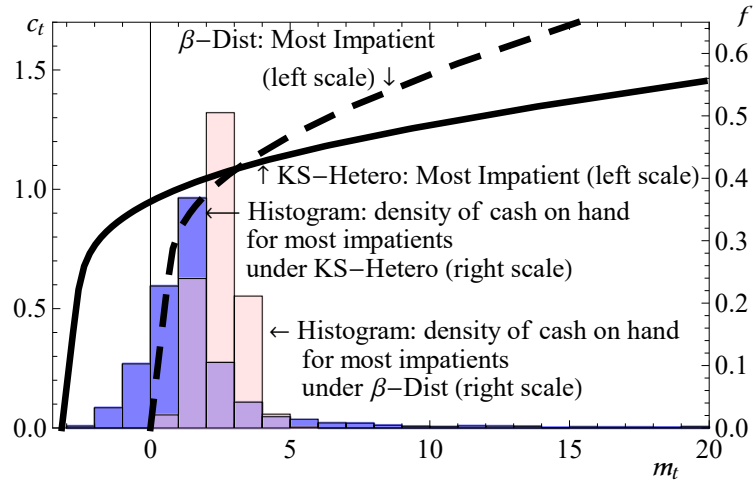 c_t
f
β−Dist: Most Impatient
(left scale) ↓
↑ KS−Hetero: Most Impatient (left scale)
← Histogram: density of cash on hand
for most impatients
under KS−Hetero (right scale)
← Histogram: density of cash on hand
for most impatients
under β−Dist (right scale)
1.5
1.0
0.5
0.0
0.6
0.5
0.4
0.3
0.2
0.1
0.0
0 5 10 15 20
m_t